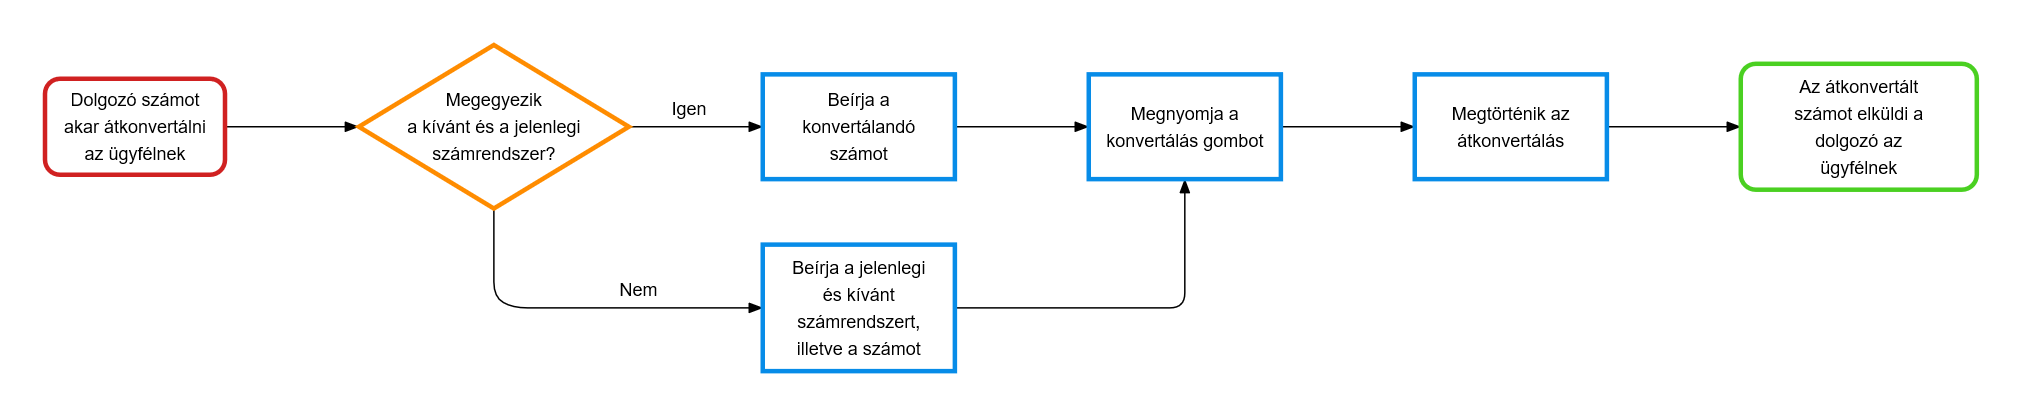 Dolgozó számot
akar átkonvertálni
az ügyfélnek
Megegyezik
a kívánt és a jelenlegi
számrendszer?
Igen
Beírja a
konvertálandó
számot
Megnyomja a
konvertálás gombot
Megtörténik az
átkonvertálás
Az átkonvertált
számot elküldi a
dolgozó az
ügyfélnek
Nem
Beírja a jelenlegi
és kívánt
számrendszert,
illetve a számot